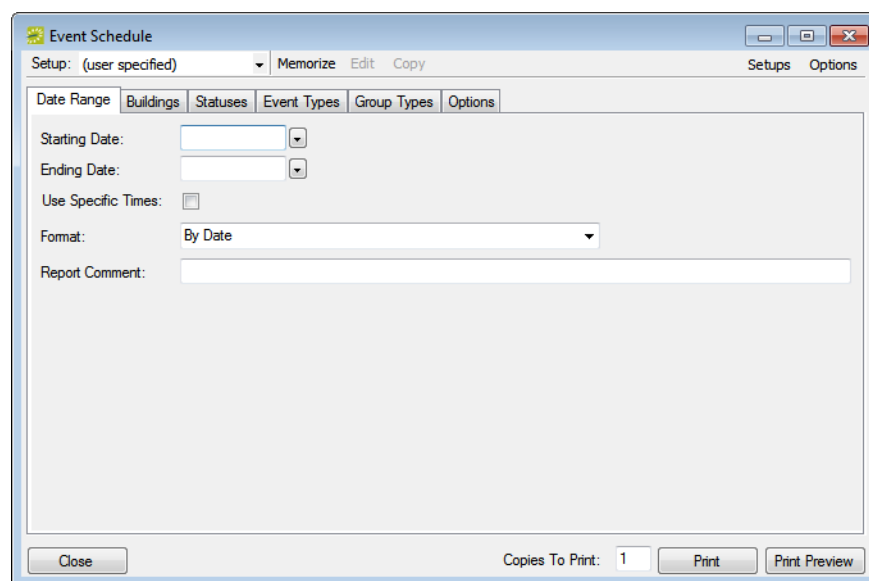 Event Schedule
Setup: (user specified) Memorize Edit Copy Setups Options
Date Range Buildings Statuses Event Types Group Types Options
Starting Date:
Ending Date:
Use Specific Times:
Format: By Date
Report Comment:
Close Copies To Print: 1 Print Print Preview